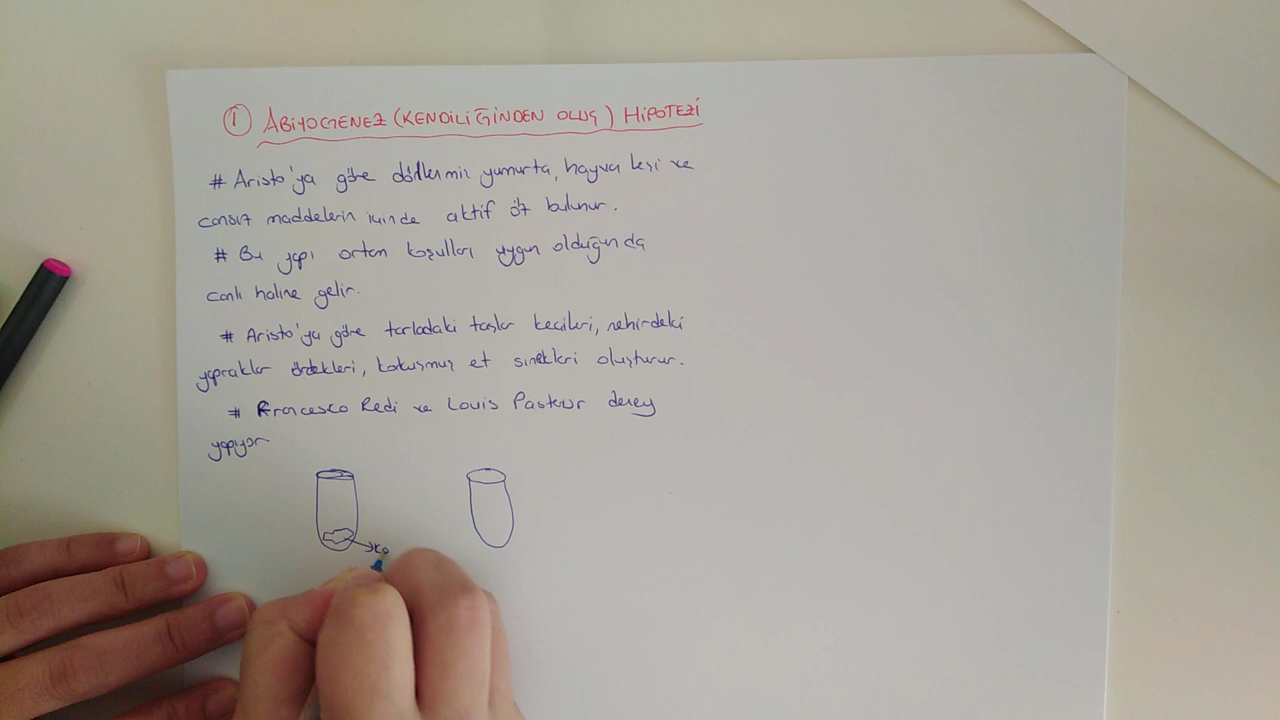 ① ABİYOGENEZ (KENDİLİĞİNDEN OLUŞ) HİPOTEZİ
# Aristo'ya göre döllenmiş yumurta, hayva leşi ve
cansız maddelerin içinde aktif öz bulunur.
# Bu yapı ortam koşulları uygun olduğunda
canlı haline gelir.
# Aristo'ya göre tarladaki taşlar kecileri, nehirdeki
yapraklar ördekleri, kokuşmuş et sinekleri oluşturur.
# Francesco Redi ve Louis Pasteur deney
yapıyor
Ko